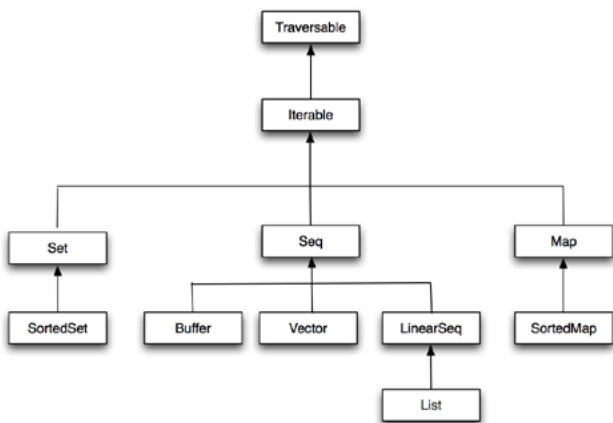 Traversable
Iterable
Set
Seq
Map
SortedSet
Buffer
Vector
LinearSeq
SortedMap
List